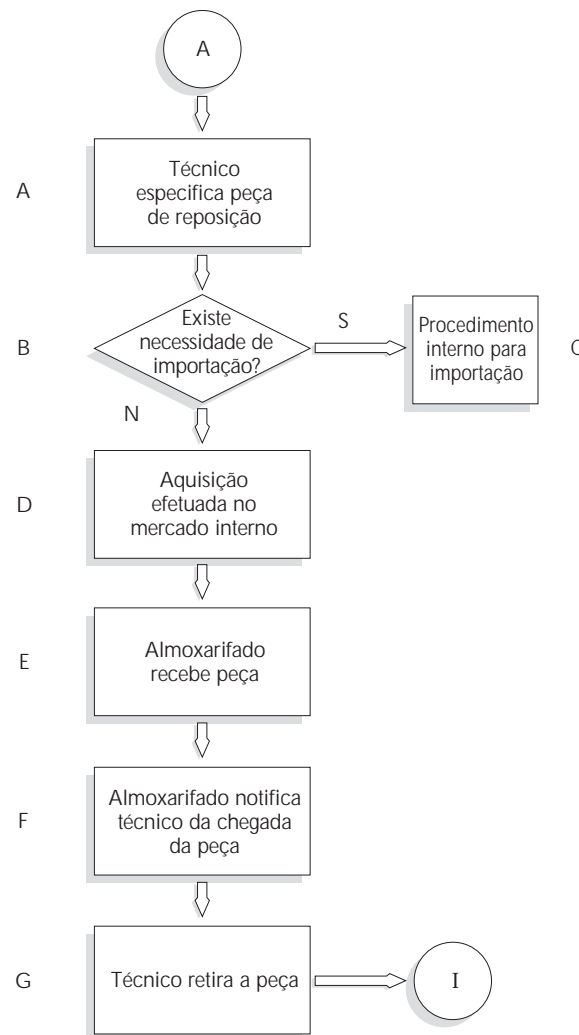 A
A
Técnico
especifica peça
de reposição
B
Existe
necessidade de
importação?
S
Procedimento
interno para
importação
N
D
Aquisição
efetuada no
mercado interno
E
Almoxarifado
recebe peça
F
Almoxarifado notifica
técnico da chegada
da peça
G
Técnico retira a peça
I